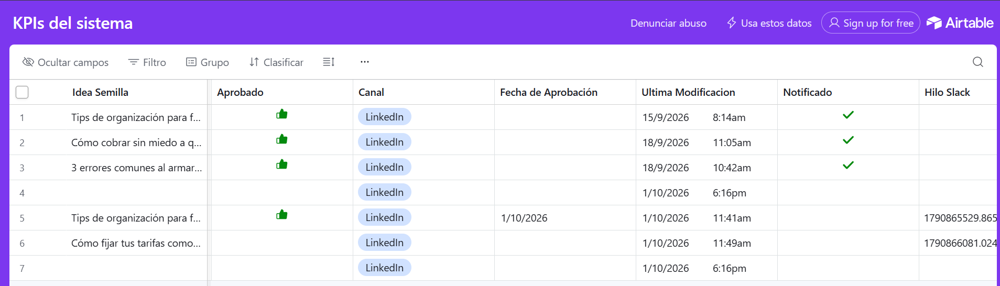 KPIs del sistema
Denunciar abuso Usa estos datos Sign up for free Airtable
Ocultar campos Filtro Grupo Clasificar ...
Idea Semilla Aprobado Canal Fecha de Aprobación Ultima Modificacion Notificado Hilo Slack
1 Tips de organización para f... LinkedIn 15/9/2026 8:14am
2 Cómo cobrar sin miedo a q... LinkedIn 18/9/2026 11:05am
3 3 errores comunes al armar... LinkedIn 18/9/2026 10:42am
4 LinkedIn 1/10/2026 6:16pm
5 Tips de organización para f... LinkedIn 1/10/2026 1/10/2026 11:41am 1790865529.865
6 Cómo fijar tus tarifas como... LinkedIn 1/10/2026 11:49am 1790866081.024
7 LinkedIn 1/10/2026 6:16pm